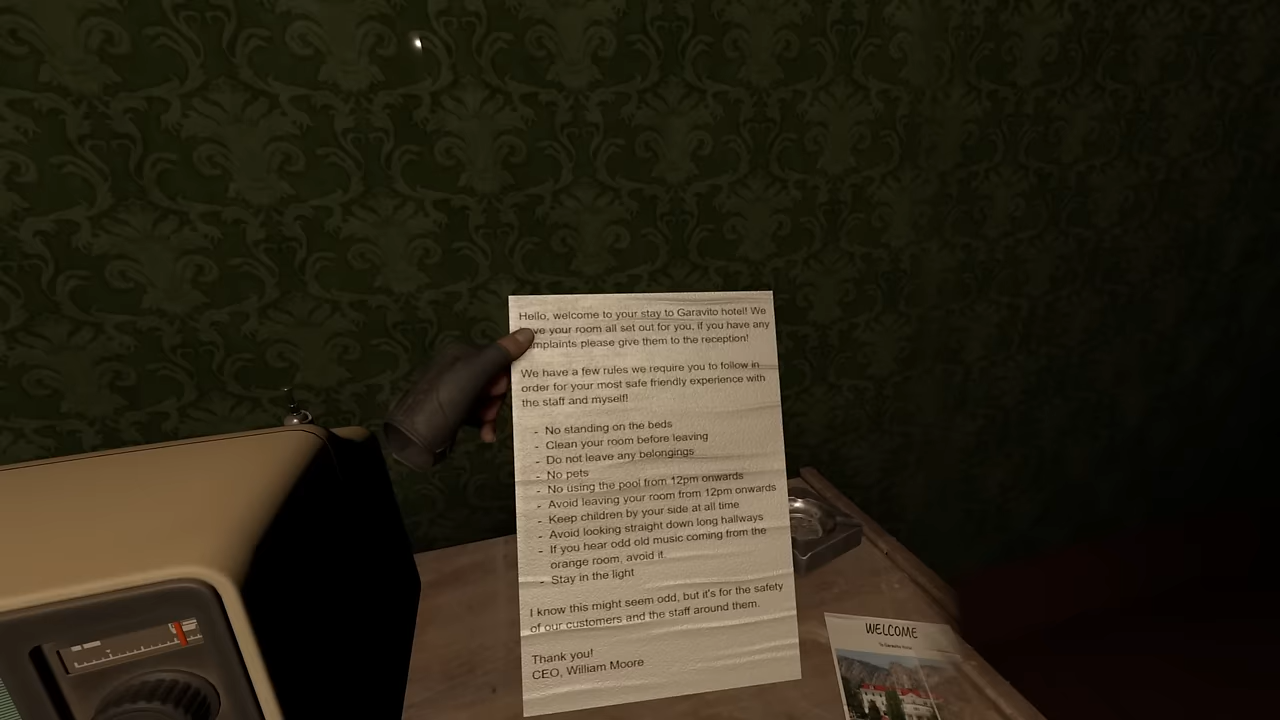 Hello, welcome to your stay to Garavito hotel! We
your room all set out for you, if you have any
please give them to the reception!
We have a few rules we require you to follow in
order for your most safe friendly experience with
the staff and myself!
- No standing on the beds
- Clean your room before leaving
- Do not leave any belongings
- No pets
- No using the pool from 12pm onwards
- Avoid leaving your room from 12pm onwards
- Keep children by your side at all time
- Avoid looking straight down long hallways
- If you hear odd old music coming from the
orange room, avoid it.
- Stay in the light
I know this might seem odd, but it's for the safety
of our customers and the staff around them.
Thank you!
CEO, William Moore
WELCOME